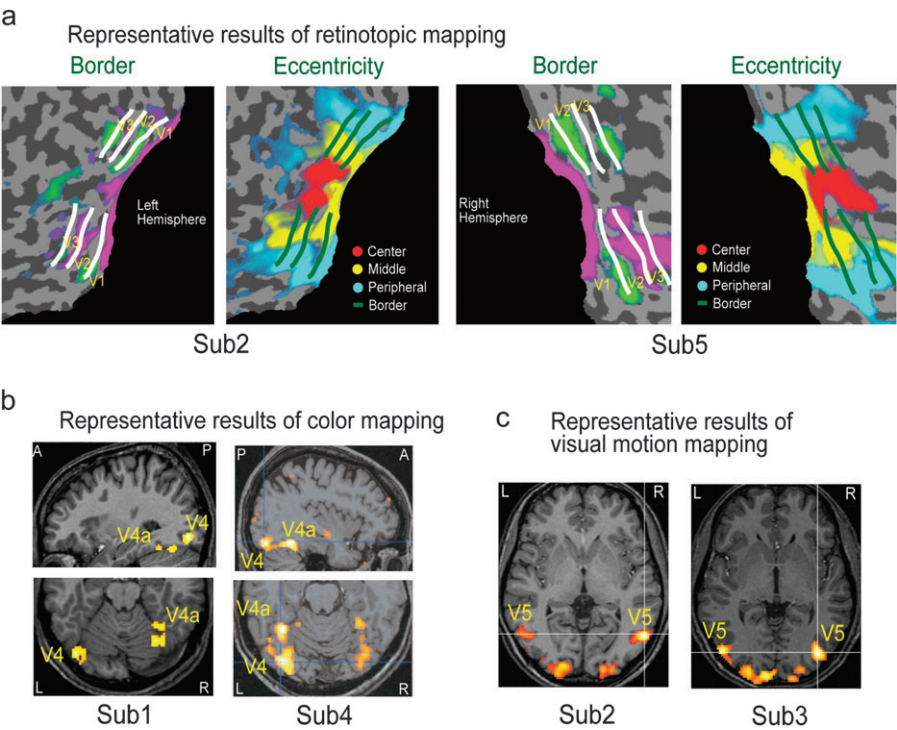 a
Representative results of retinotopic mapping
Border
Eccentricity
Border
Eccentricity
V3
V2
V1
Left
Hemisphere
V3
V2
V1
Center
Middle
Peripheral
Border
V2
V3
V1
Right
Hemisphere
V1
V2
V3
Center
Middle
Peripheral
Border
Sub2
Sub5
b
Representative results of color mapping
A
P
V4a
V4
V4
V4a
L
R
Sub1
P
A
V4a
V4
V4a
V4
L
R
Sub4
c
Representative results of
visual motion mapping
L
R
V5
V5
Sub2
L
R
V5
V5
Sub3